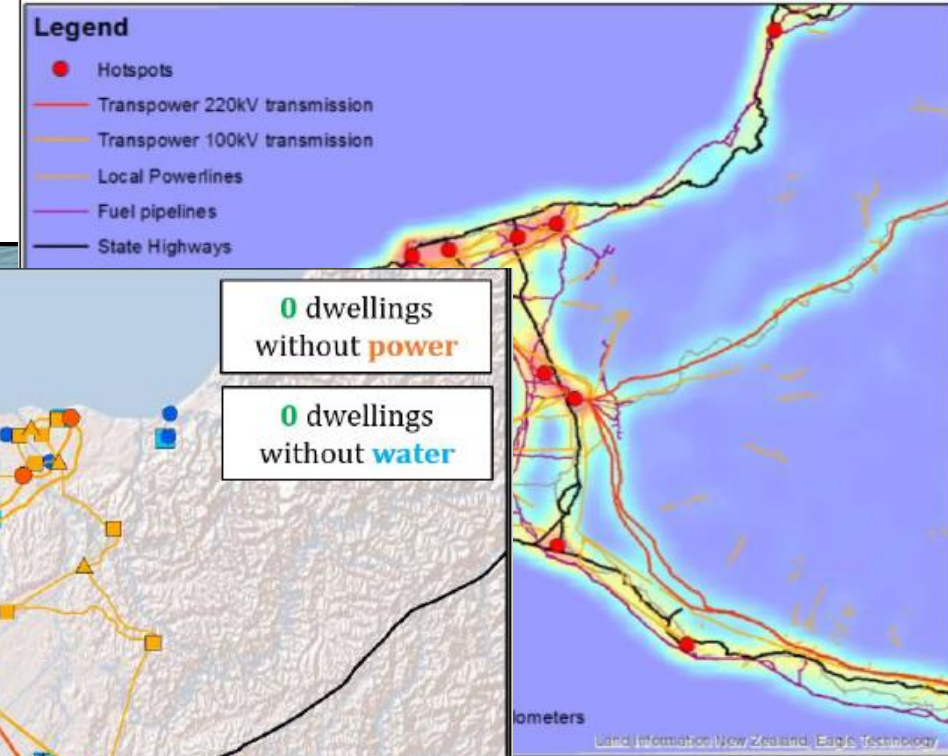 Legend
Hotspots
Transpower 220kV transmission
Transpower 100kV transmission
Local Powerlines
Fuel pipelines
State Highways
0 dwellings
without power
0 dwellings
without water
lometers
Land Information New Zealand, Eagle Technology